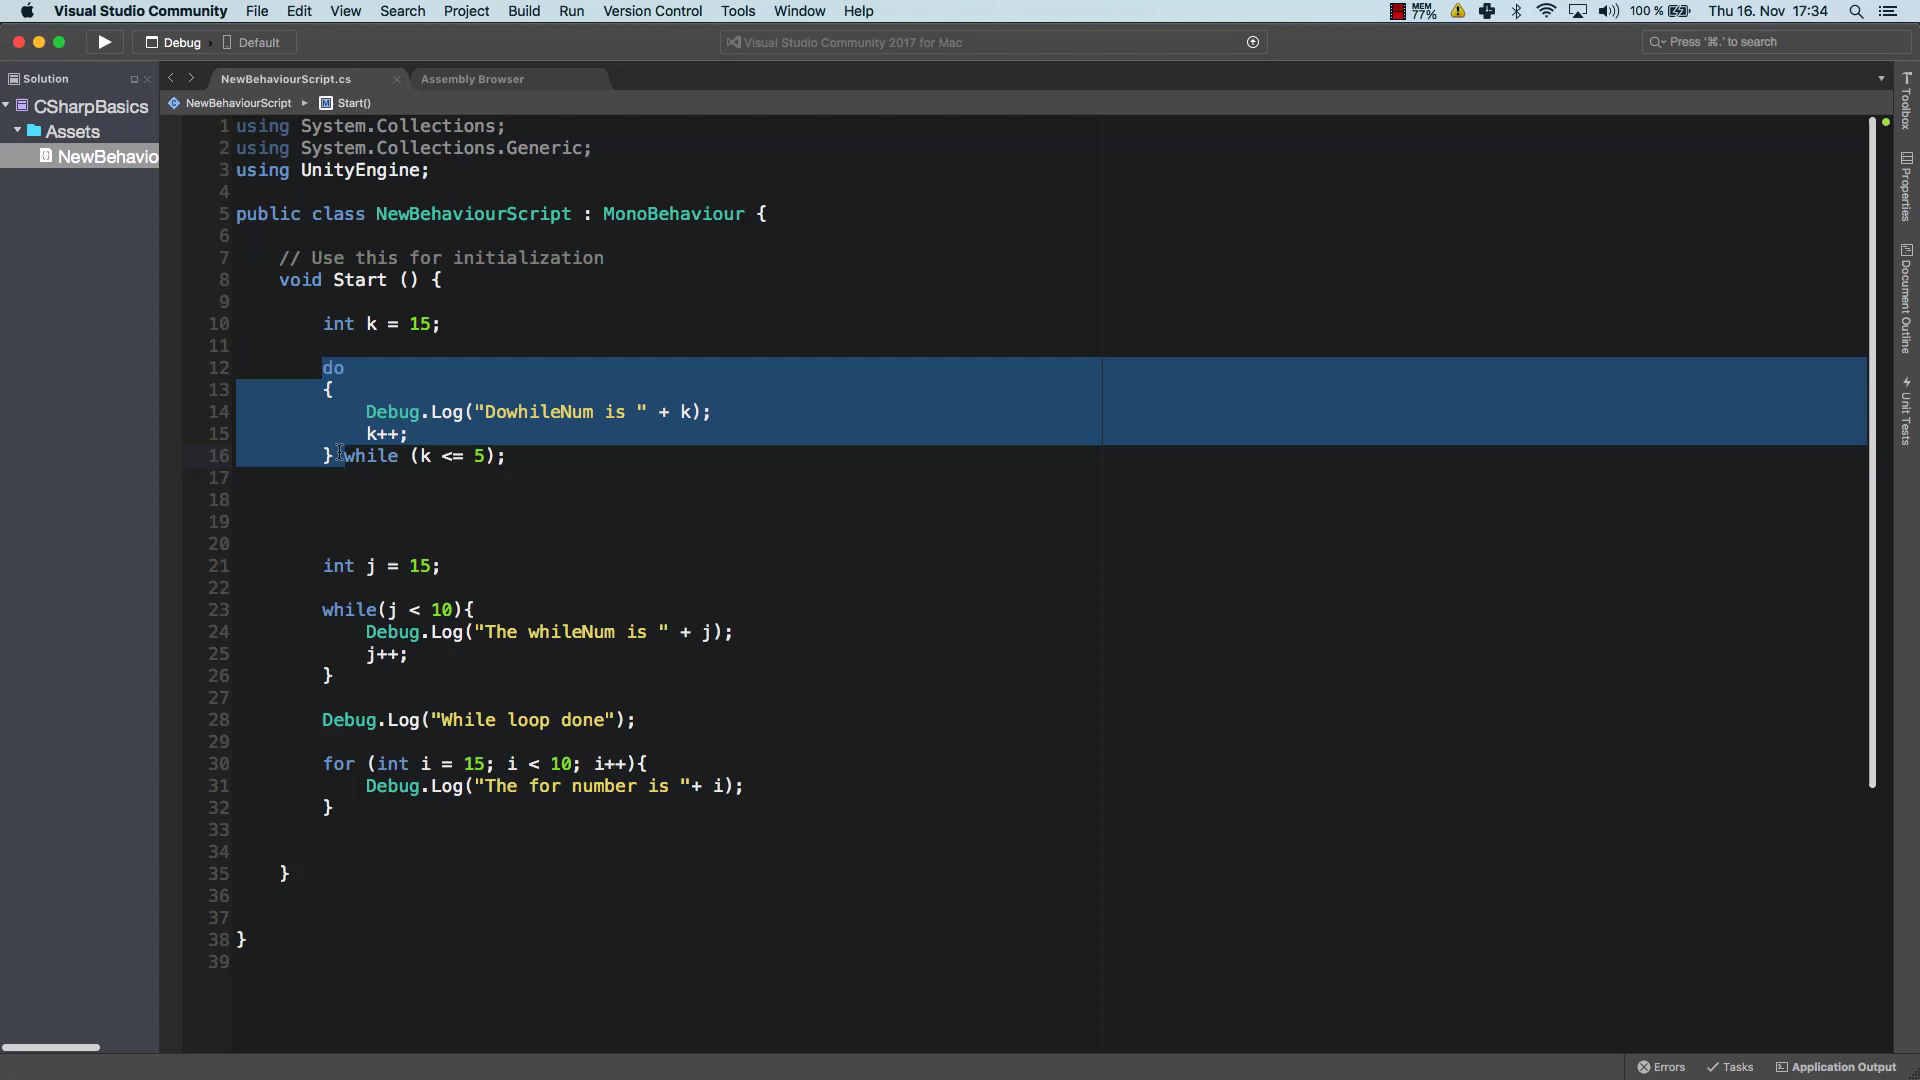 Visual Studio Community File Edit View Search Project Build Run Version Control Tools Window Help MEM 77% 100 % Thu 16. Nov 17:34
Debug › Default Visual Studio Community 2017 for Mac Press '⌘.' to search
Solution NewBehaviourScript.cs Assembly Browser
CSharpBasics
Assets
NewBehavio
NewBehaviourScript ▸ M Start()
1 using System.Collections;
2 using System.Collections.Generic;
3 using UnityEngine;
4
5 public class NewBehaviourScript : MonoBehaviour {
6
7 // Use this for initialization
8 void Start () {
9
10 int k = 15;
11
12 do
13 {
14 Debug.Log("DowhileNum is " + k);
15 k++;
16 } while (k <= 5);
17
18
19
20
21 int j = 15;
22
23 while(j < 10){
24 Debug.Log("The whileNum is " + j);
25 j++;
26 }
27
28 Debug.Log("While loop done");
29
30 for (int i = 15; i < 10; i++){
31 Debug.Log("The for number is "+ i);
32 }
33
34
35 }
36
37
38 }
39
Toolbox
Properties
Document Outline
Unit Tests
Errors Tasks Application Output